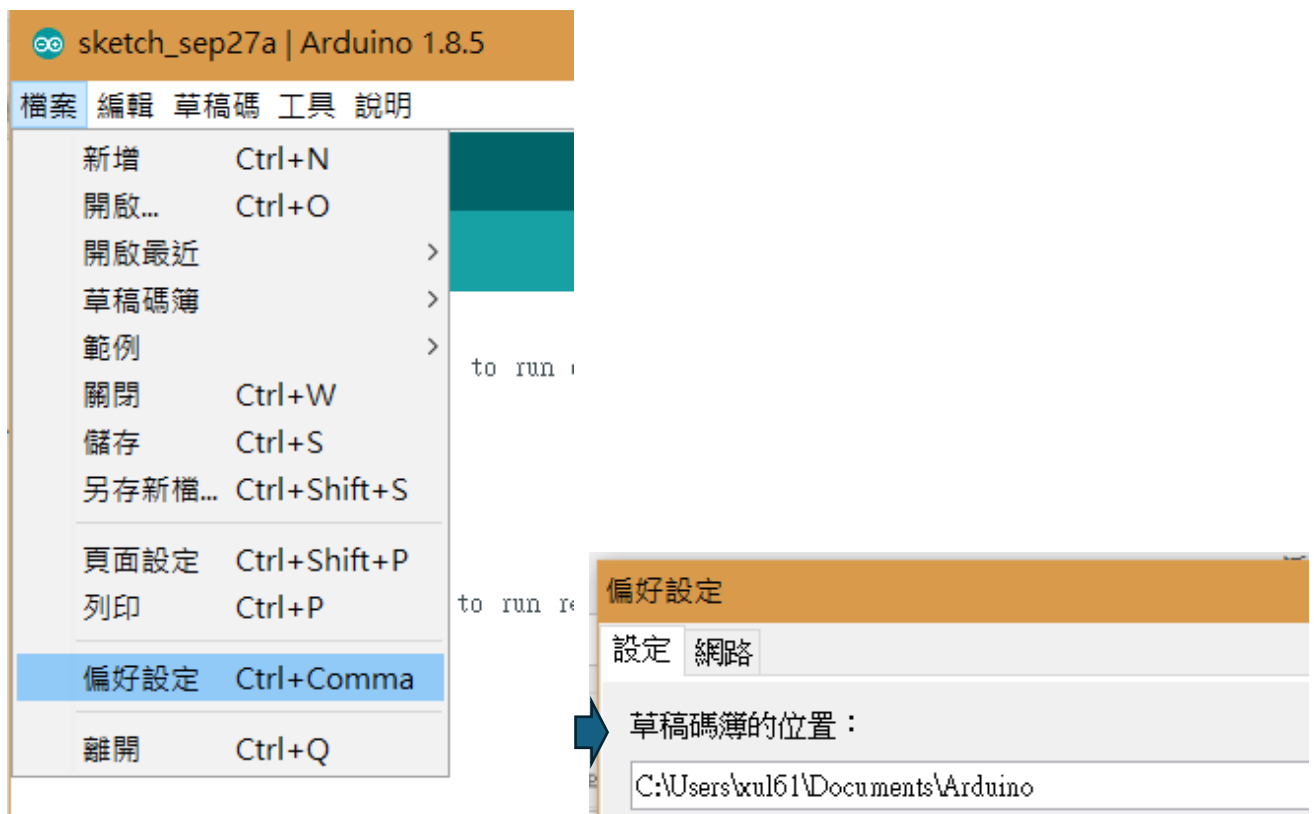 sketch_sep27a | Arduino 1.8.5
檔案 編輯 草稿碼 工具 說明
新增 Ctrl+N
開啟... Ctrl+O
開啟最近
草稿碼簿
範例
關閉 Ctrl+W
儲存 Ctrl+S
另存新檔... Ctrl+Shift+S
頁面設定 Ctrl+Shift+P
列印 Ctrl+P
偏好設定 Ctrl+Comma
離開 Ctrl+Q
to run
to run re
偏好設定
設定 網路
草稿碼簿的位置：
C:\Users\xul61\Documents\Arduino